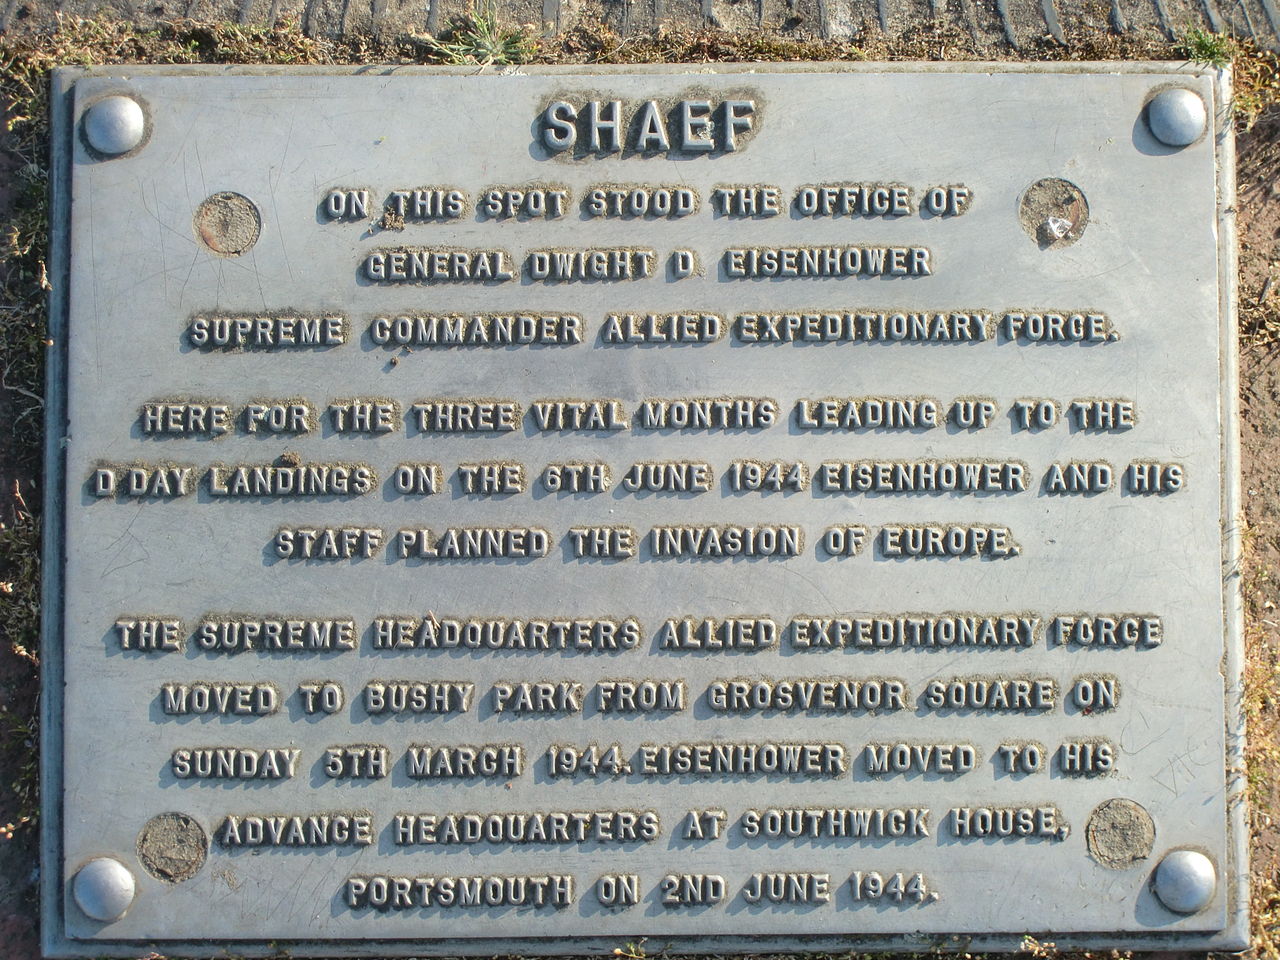 SHAEF
ON THIS SPOT STOOD THE OFFICE OF
GENERAL DWIGHT D EISENHOWER
SUPREME COMMANDER ALLIED EXPEDITIONARY FORCE.
HERE FOR THE THREE VITAL MONTHS LEADING UP TO THE
D DAY LANDINGS ON THE 6TH JUNE 1944 EISENHOWER AND HIS
STAFF PLANNED THE INVASION OF EUROPE.
THE SUPREME HEADQUARTERS ALLIED EXPEDITIONARY FORCE
MOVED TO BUSHY PARK FROM GROSVENOR SQUARE ON
SUNDAY 5TH MARCH 1944. EISENHOWER MOVED TO HIS
ADVANCE HEADQUARTERS AT SOUTHWICK HOUSE,
PORTSMOUTH ON 2ND JUNE 1944.